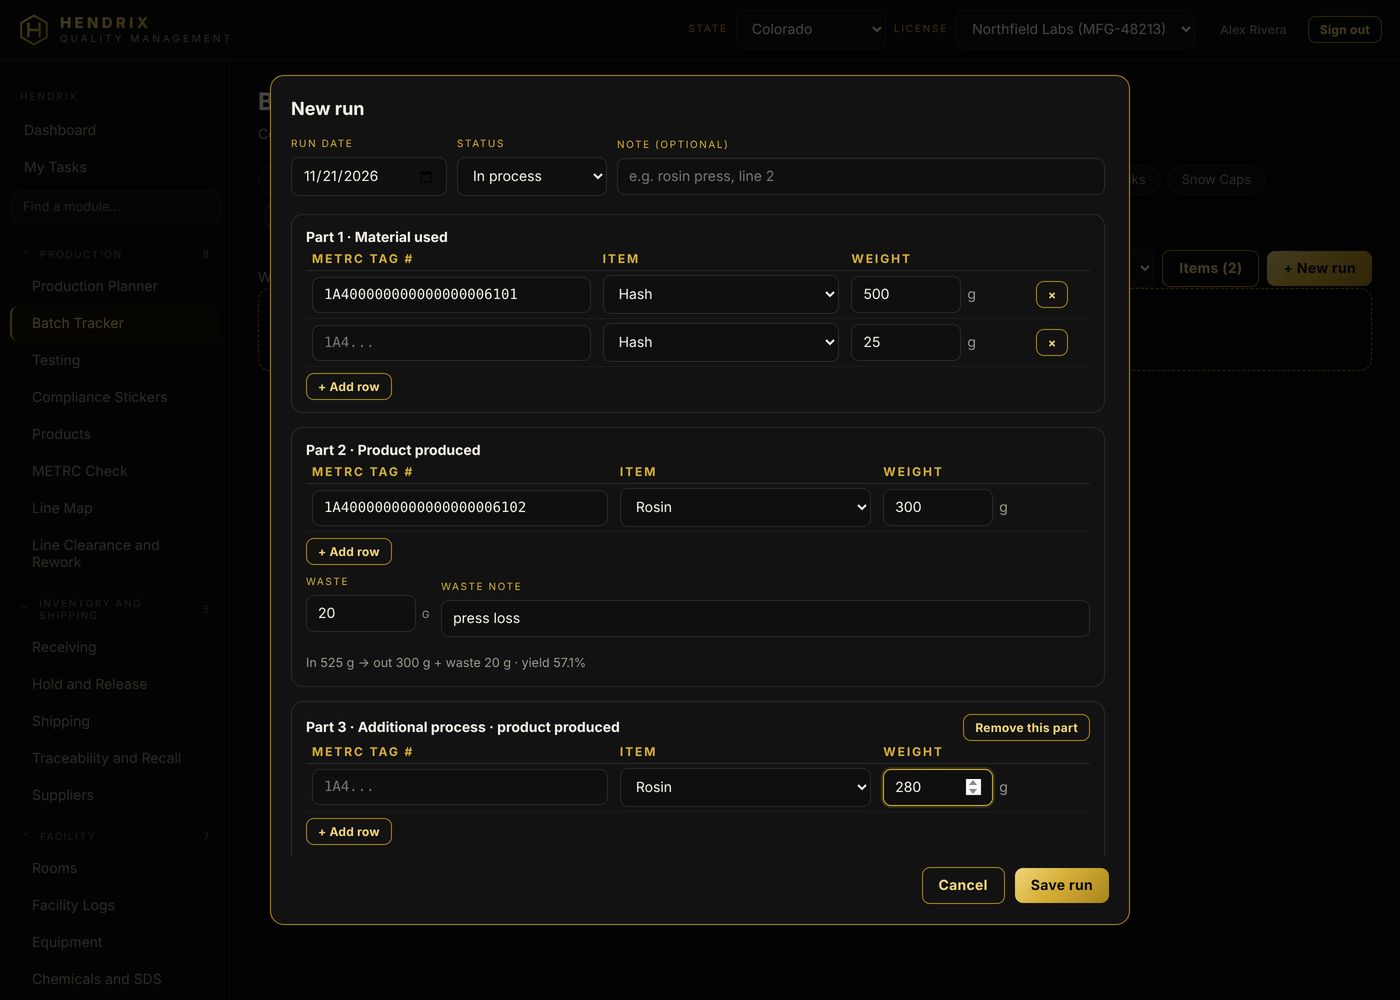 HENDRIX
QUALITY MANAGEMENT
STATE
Colorado
LICENSE
Northfield Labs (MFG-48213)
Alex Rivera
Sign out
HENDRIX
Dashboard
My Tasks
Find a module...
PRODUCTION 8
Production Planner
Batch Tracker
Testing
Compliance Stickers
Products
METRC Check
Line Map
Line Clearance and
Rework
INVENTORY AND
SHIPPING 5
Receiving
Hold and Release
Shipping
Traceability and Recall
Suppliers
FACILITY 7
Rooms
Facility Logs
Equipment
Chemicals and SDS
Snow Caps
Items (2)
+ New run
New run
RUN DATE
STATUS
NOTE (OPTIONAL)
11/21/2026
In process
e.g. rosin press, line 2
Part 1 · Material used
METRC TAG # ITEM WEIGHT
1A4000000000000000006101 Hash 500 g ×
1A4... Hash 25 g ×
+ Add row
Part 2 · Product produced
METRC TAG # ITEM WEIGHT
1A4000000000000000006102 Rosin 300 g
+ Add row
WASTE
WASTE NOTE
20 G
press loss
In 525 g → out 300 g + waste 20 g · yield 57.1%
Part 3 · Additional process · product produced
Remove this part
METRC TAG # ITEM WEIGHT
1A4... Rosin 280 g
+ Add row
Cancel
Save run